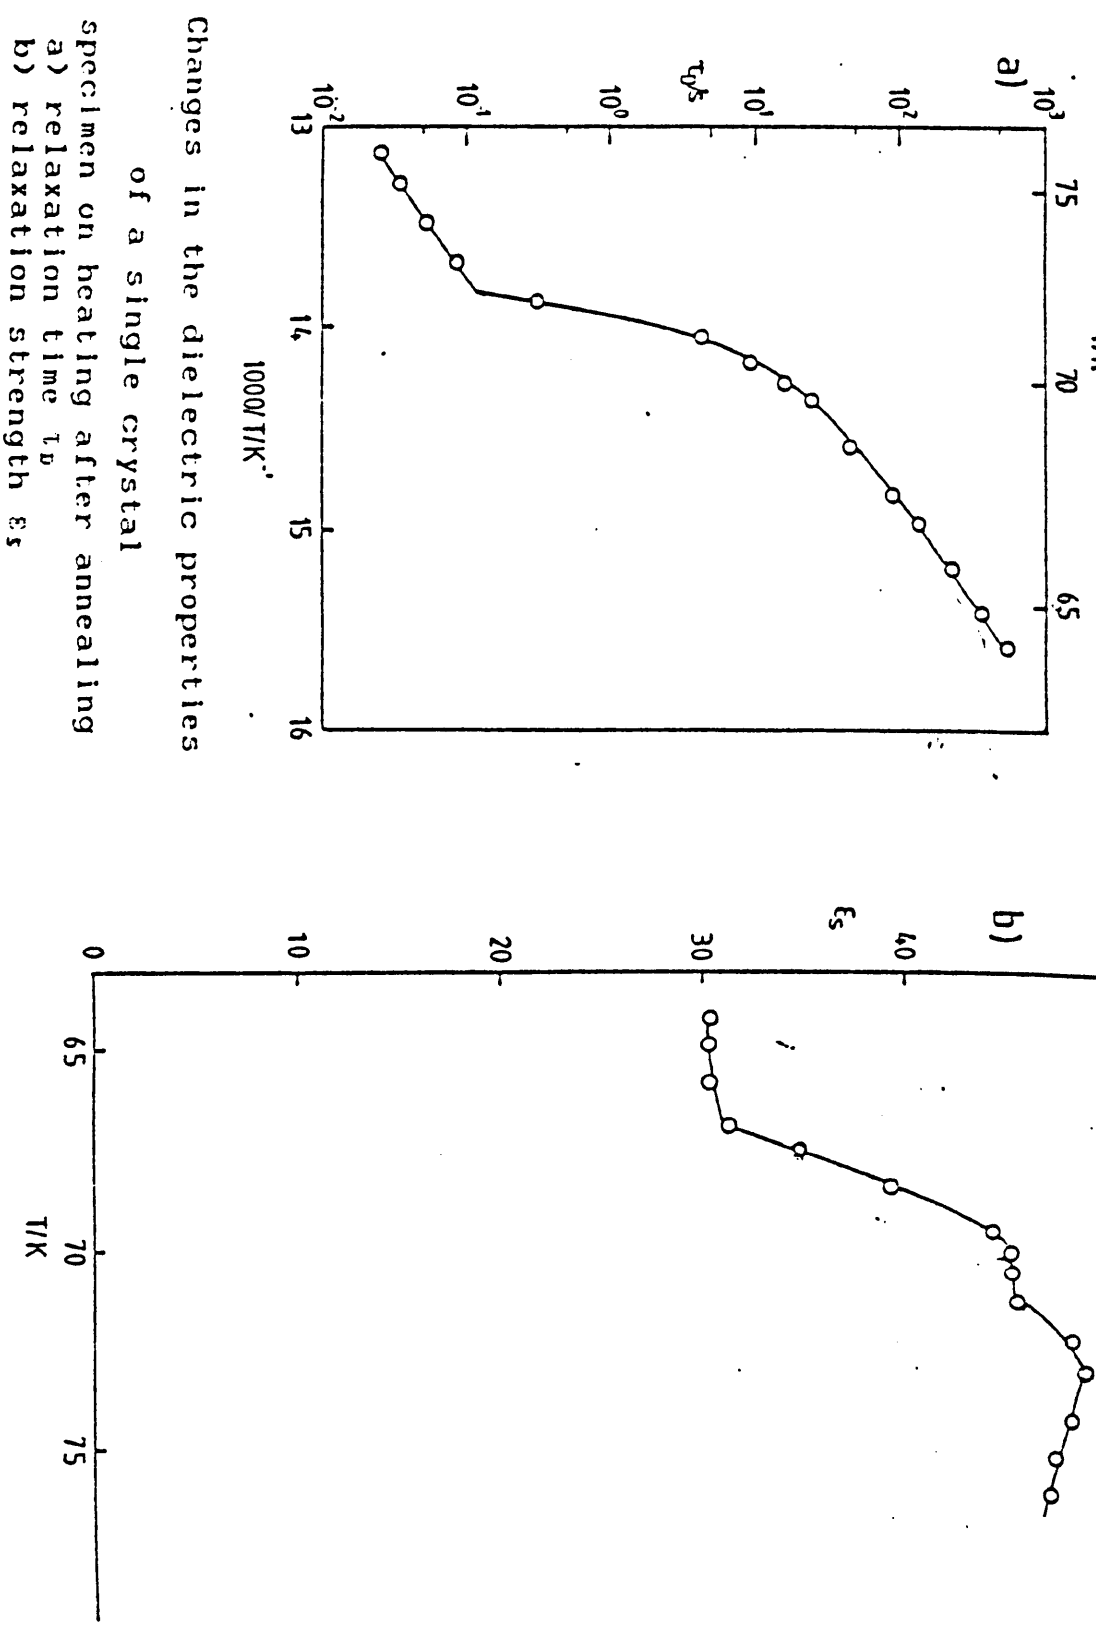 a)
75
70
65
10³
10²
10¹
10⁰
10⁻¹
10⁻²
τD/s
13
14
15
16
1000/T/K⁻¹
b)
40
30
20
10
0
εs
65
70
75
T/K
Changes in the dielectric properties
of a single crystal
specimen on heating after annealing
a) relaxation time τD
b) relaxation strength εs